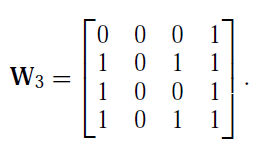 0 0 0 1
1 0 1 1
W₃ =
1 0 0 1
1 0 1 1
.